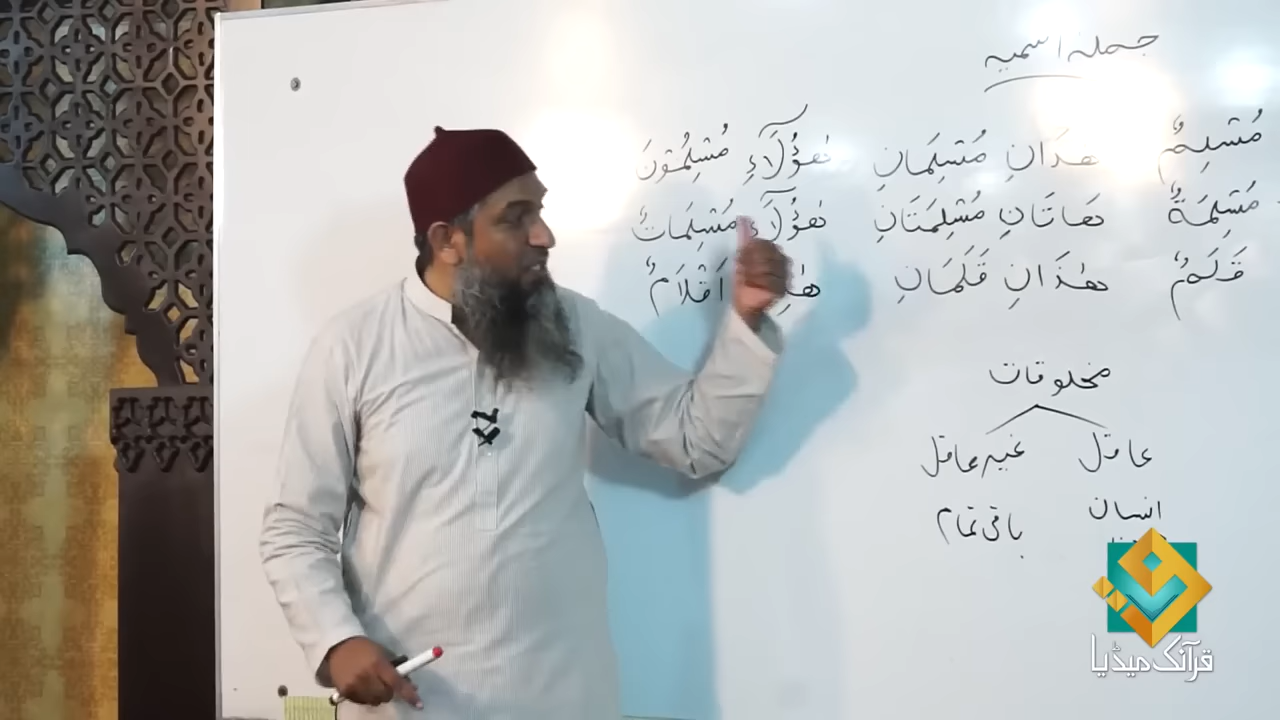 جملہ اسمیہ
مُسْلِمٌ هٰذَانِ مُسْلِمَانِ هٰؤُلَآءِ مُسْلِمُوْنَ
مُسْلِمَةٌ هَاتَانِ مُسْلِمَتَانِ هٰؤُلَآءِ مُسْلِمَاتٌ
قَلَمٌ هٰذَانِ قَلَمَانِ اَقْلَامٌ
مخلوقات
عاقل غیر عاقل
انسان باقی تمام
قرآنک میڈیا